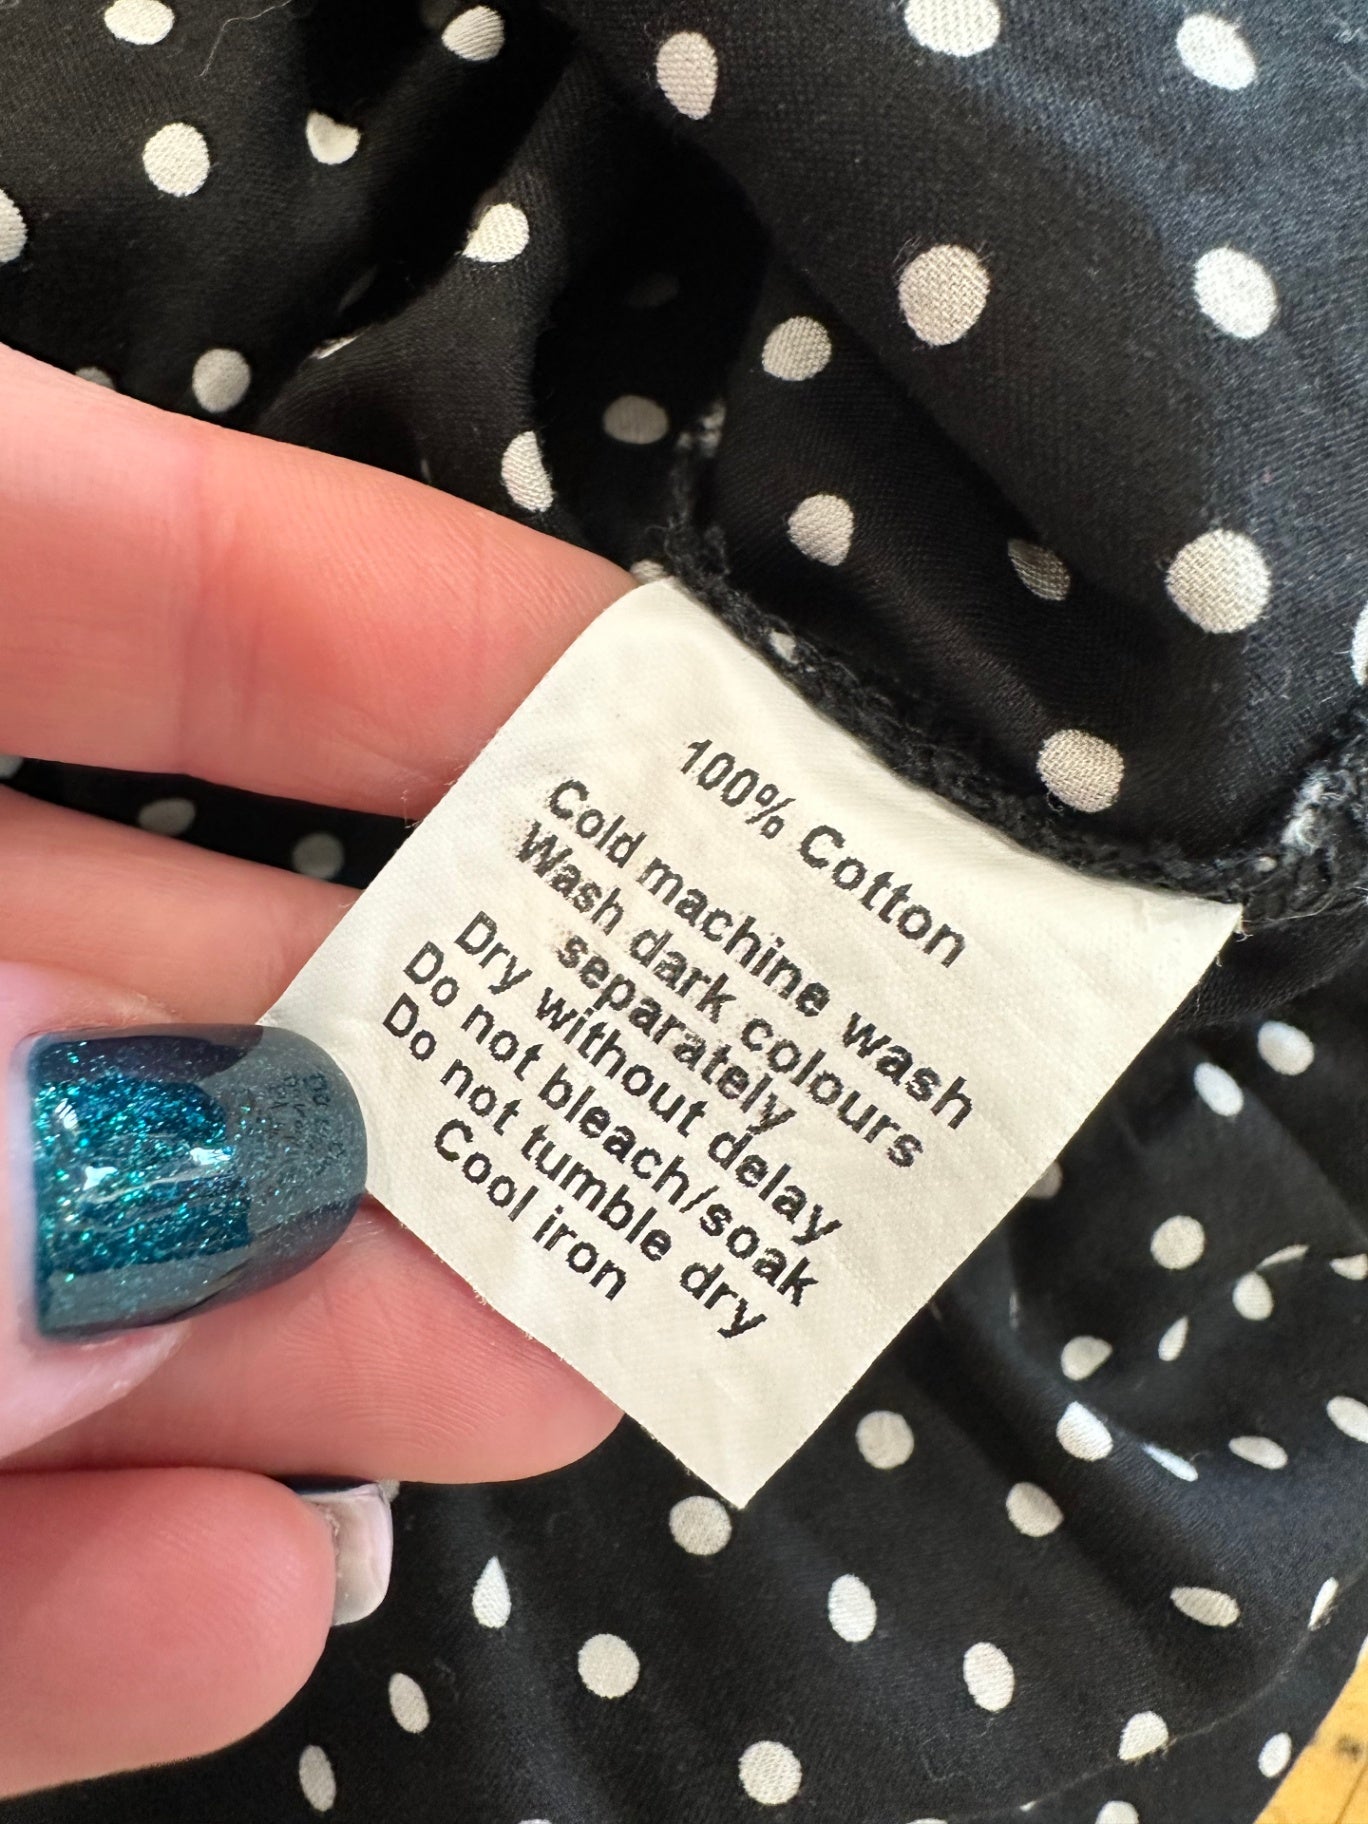 100% Cotton
Cold machine wash
Wash dark colours
separately
Dry without delay
Do not bleach/soak
Do not tumble dry
Cool iron